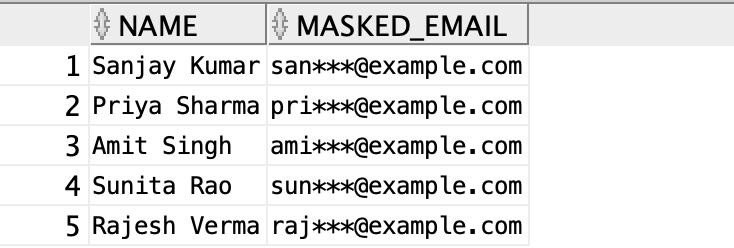 NAME MASKED_EMAIL
1 Sanjay Kumar san***@example.com
2 Priya Sharma pri***@example.com
3 Amit Singh ami***@example.com
4 Sunita Rao sun***@example.com
5 Rajesh Verma raj***@example.com